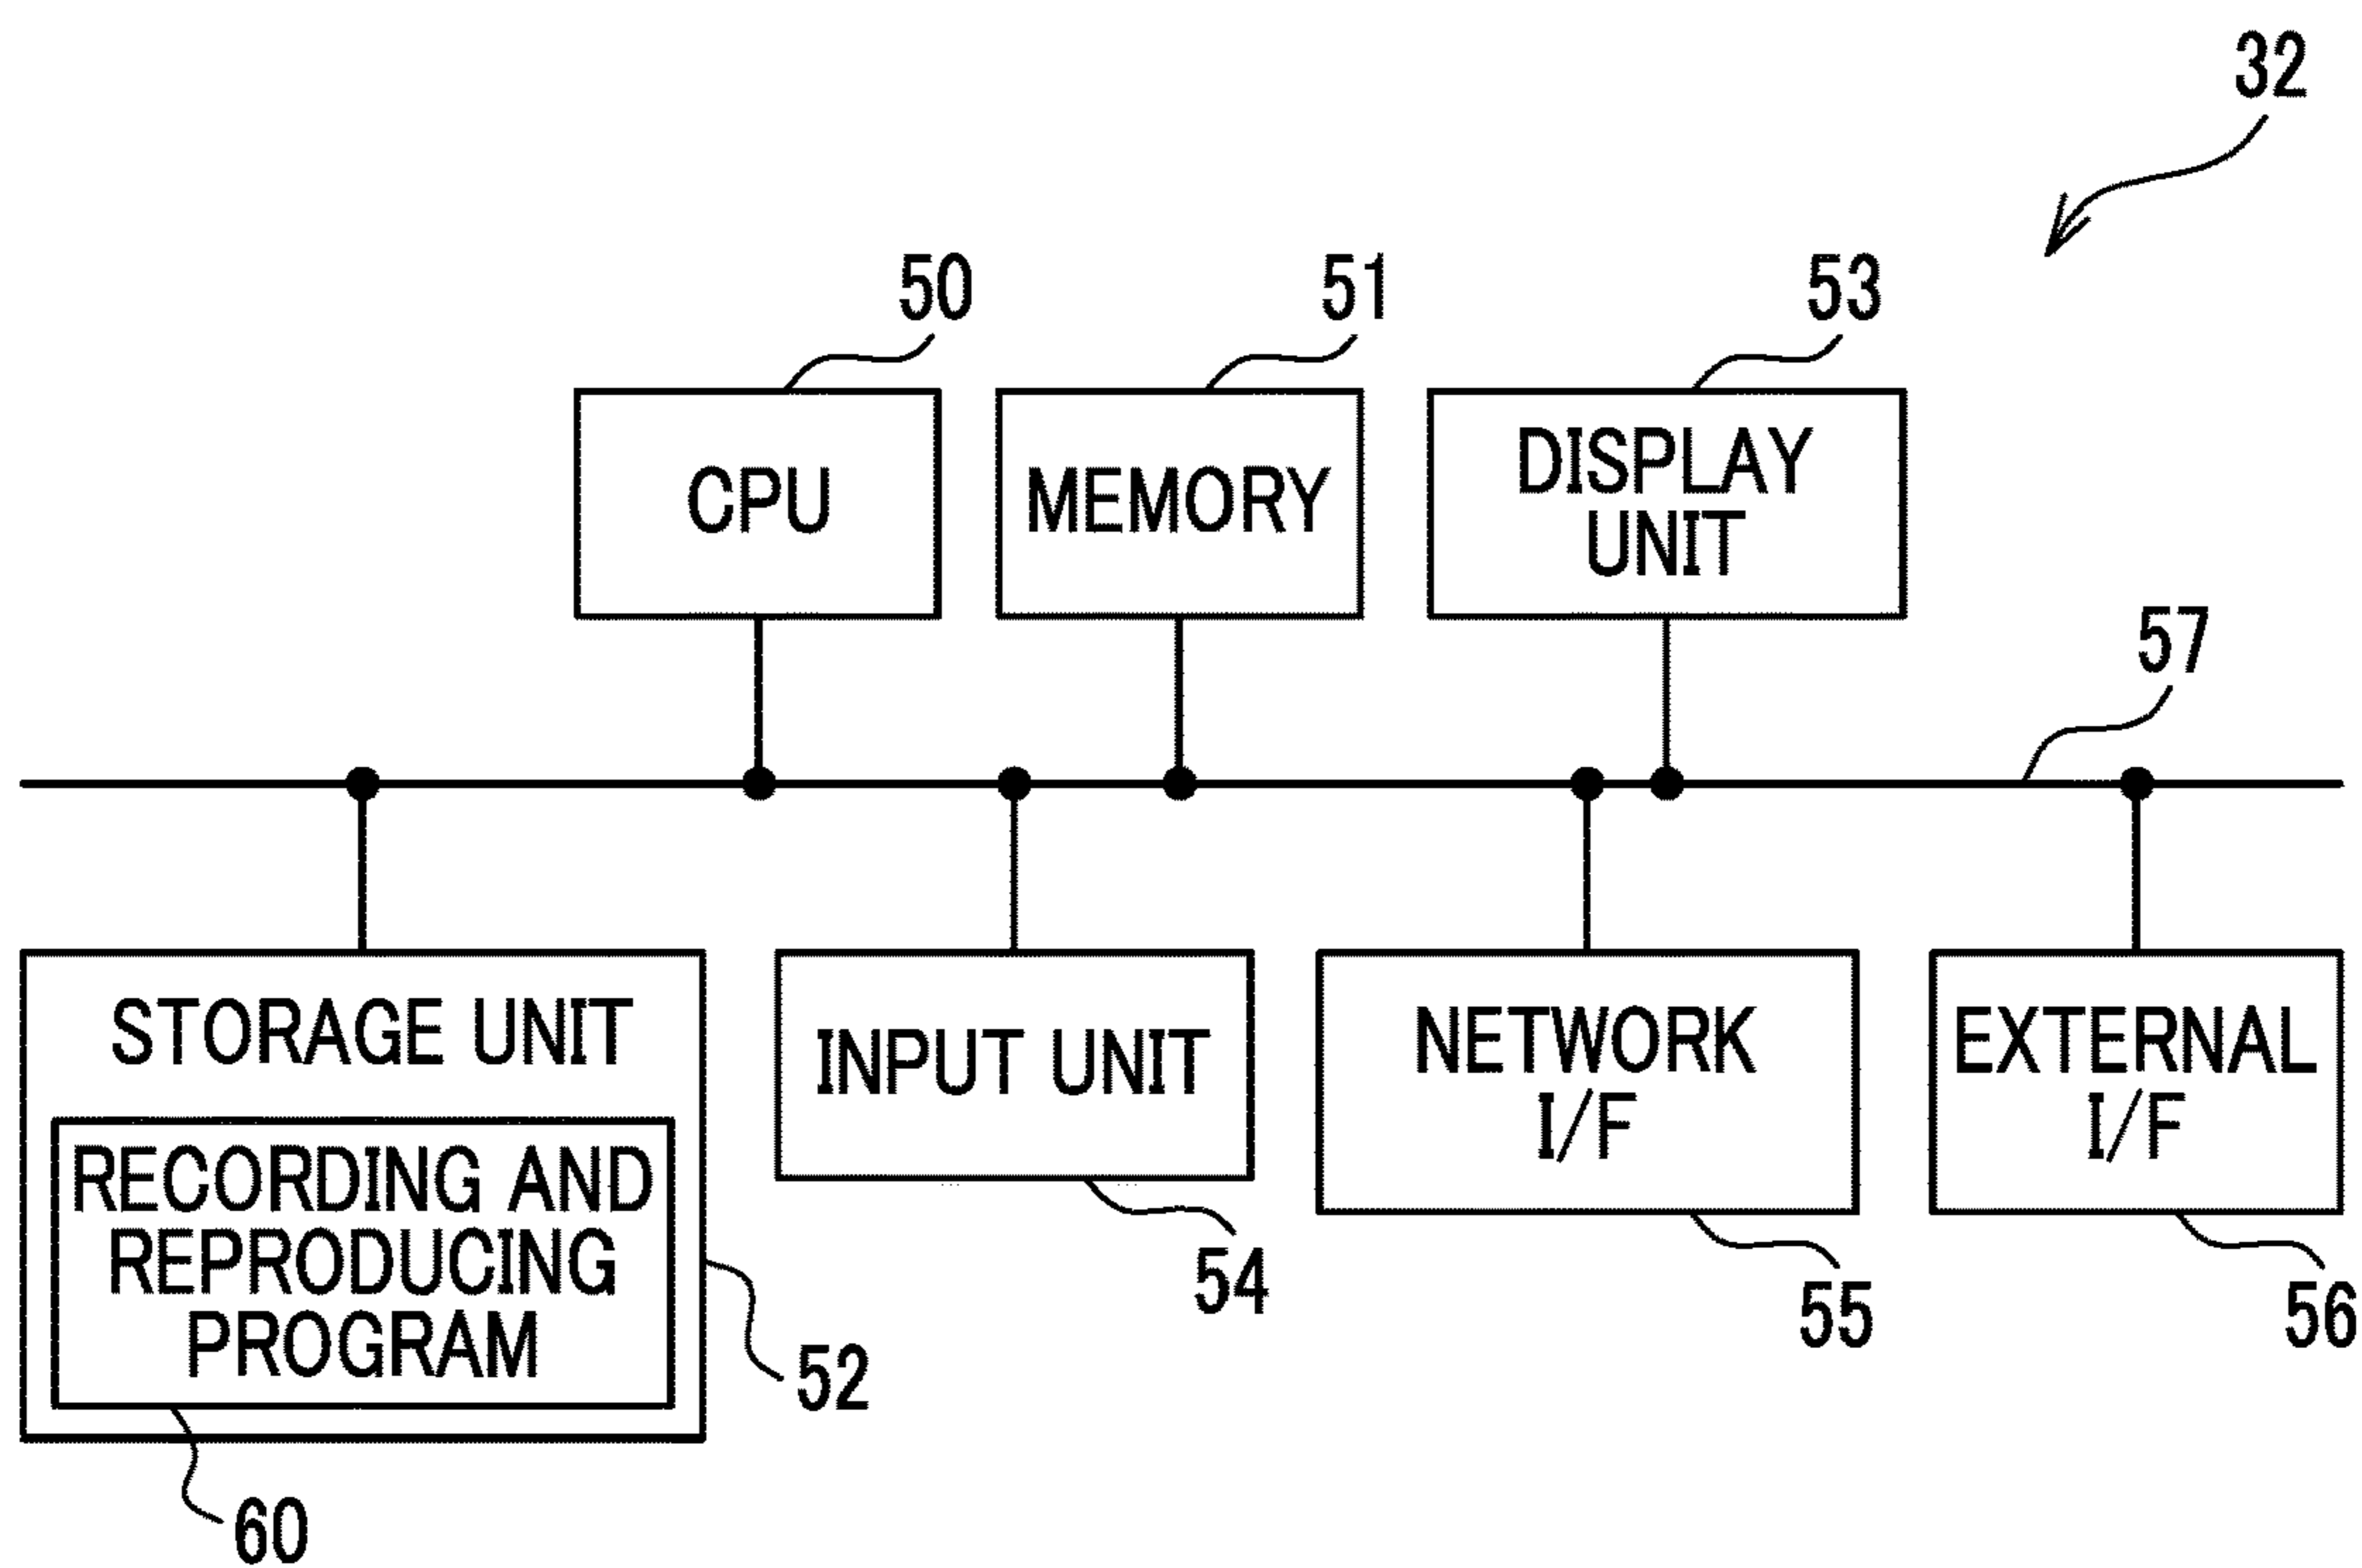 32
50
51
53
CPU
MEMORY
DISPLAY
UNIT
57
STORAGE UNIT
RECORDING AND
REPRODUCING
PROGRAM
INPUT UNIT
NETWORK
I/F
EXTERNAL
I/F
54
55
56
52
60